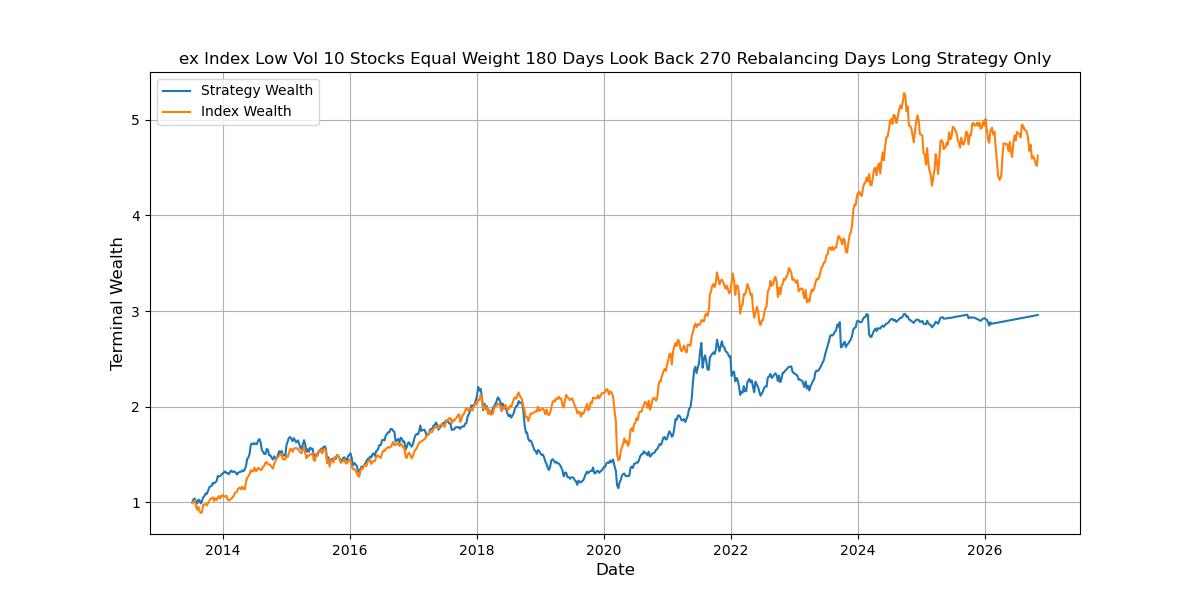 ex Index Low Vol 10 Stocks Equal Weight 180 Days Look Back 270 Rebalancing Days Long Strategy Only
Strategy Wealth
Index Wealth
Terminal Wealth
5
4
3
2
1
2014 2016 2018 2020 2022 2024 2026
Date